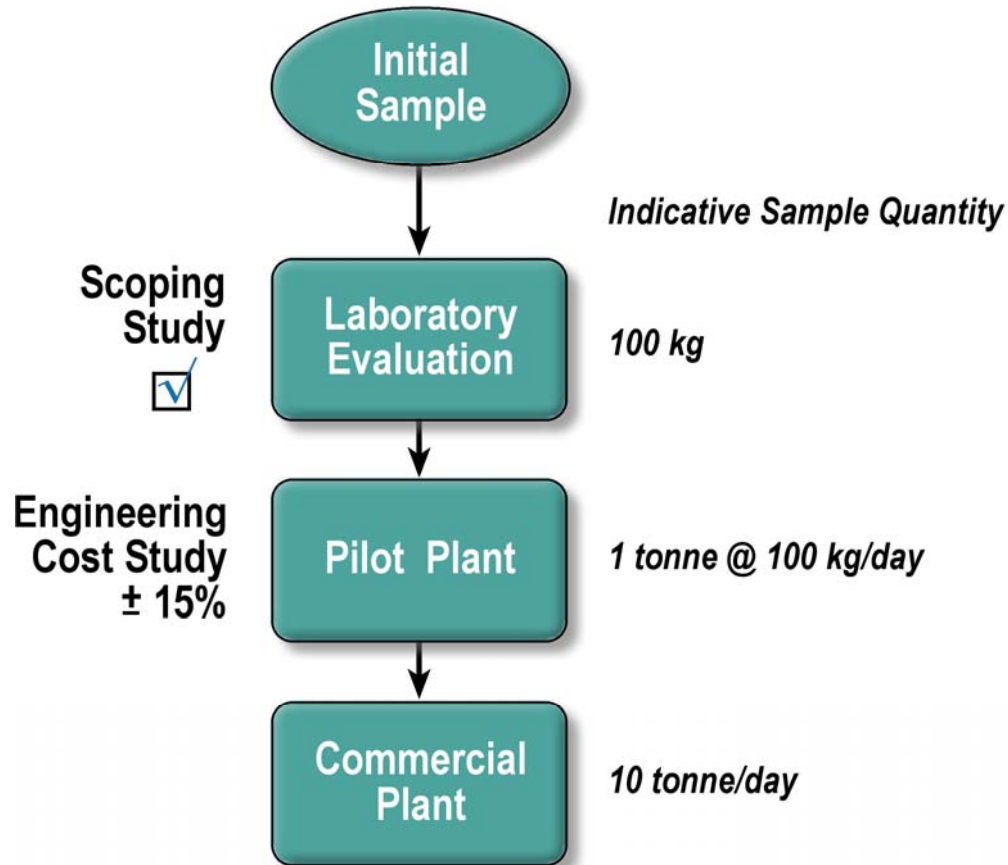 Initial
Sample
Indicative Sample Quantity
Scoping
Study
Laboratory
Evaluation
100 kg
Engineering
Cost Study
± 15%
Pilot Plant
1 tonne @ 100 kg/day
Commercial
Plant
10 tonne/day